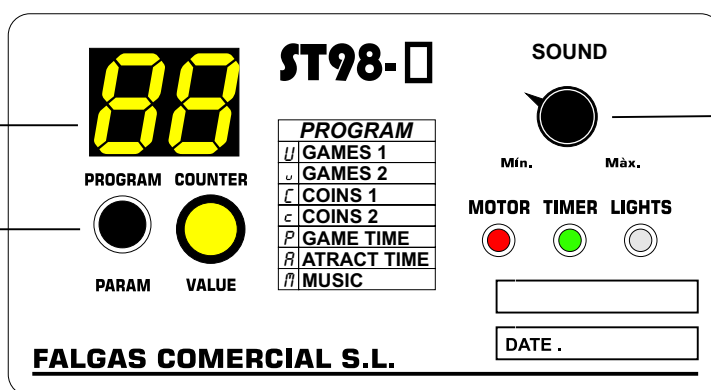 88
ST98-▯
SOUND
Mín. Màx.
PROGRAM COUNTER
PARAM VALUE
PROGRAM
U GAMES 1
u GAMES 2
C COINS 1
c COINS 2
P GAME TIME
A ATRACT TIME
M MUSIC
MOTOR TIMER LIGHTS
DATE .
FALGAS COMERCIAL S.L.